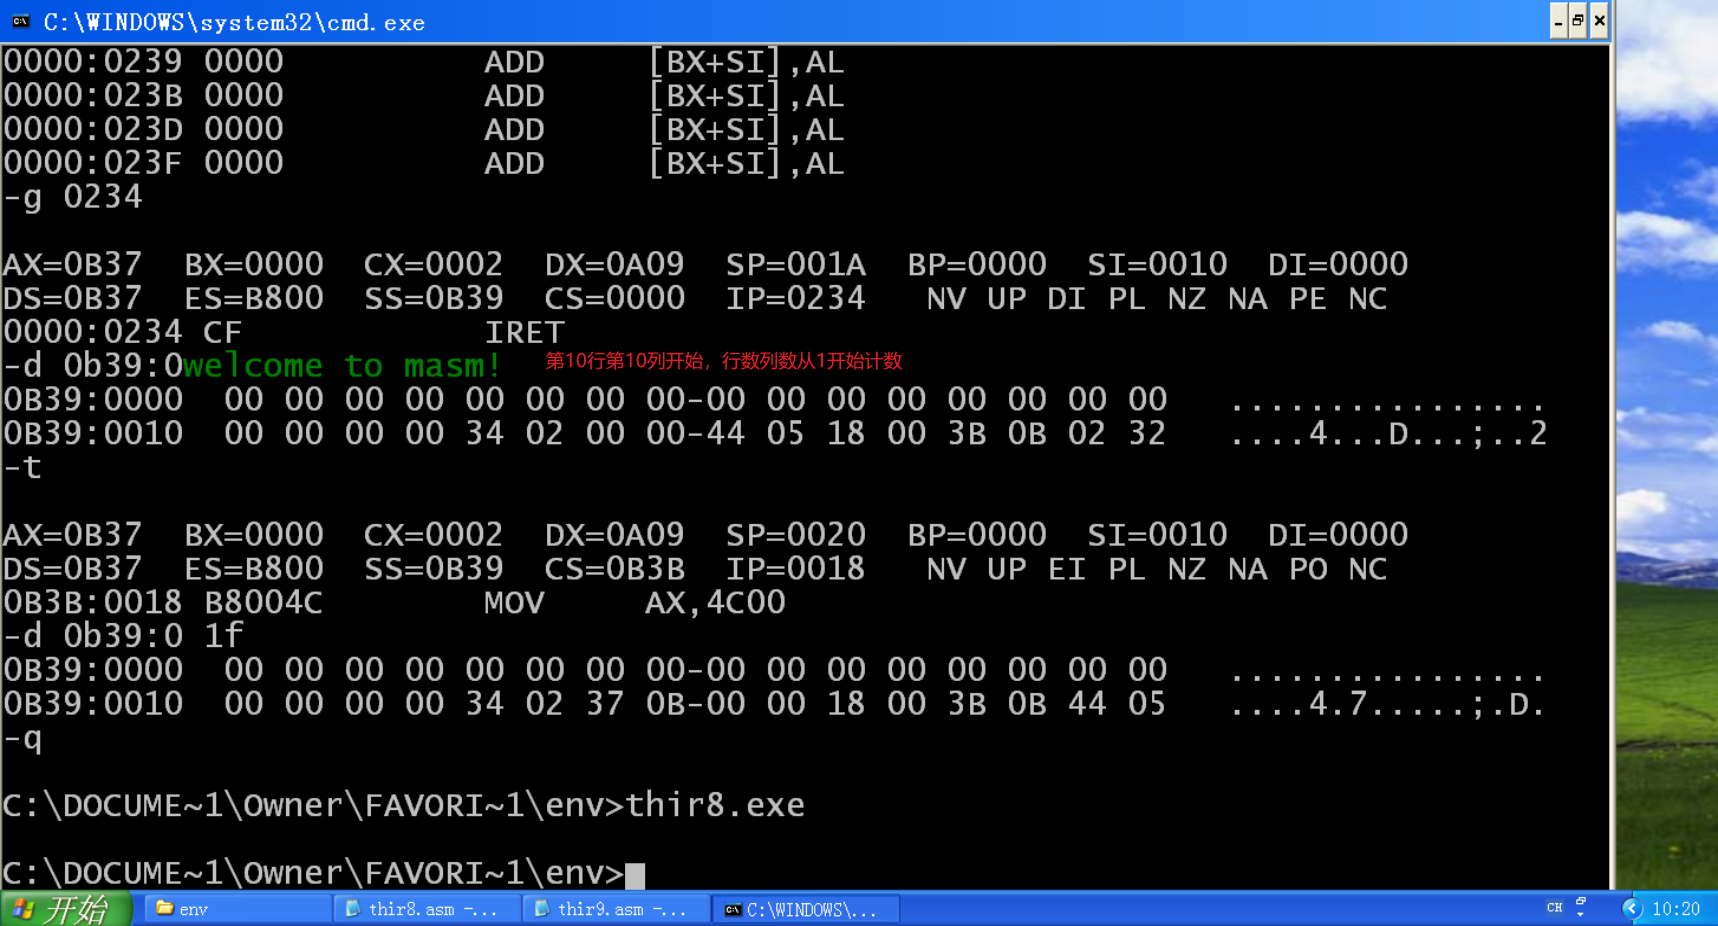 C:\WINDOWS\system32\cmd.exe
0000:0239 0000 ADD [BX+SI],AL
0000:023B 0000 ADD [BX+SI],AL
0000:023D 0000 ADD [BX+SI],AL
0000:023F 0000 ADD [BX+SI],AL
-g 0234
AX=0B37 BX=0000 CX=0002 DX=0A09 SP=001A BP=0000 SI=0010 DI=0000
DS=0B37 ES=B800 SS=0B39 CS=0000 IP=0234 NV UP DI PL NZ NA PE NC
0000:0234 CF IRET
-d 0b39:0welcome to masm! 第10行第10列开始，行数列数从1开始计数
0B39:0000 00 00 00 00 00 00 00 00-00 00 00 00 00 00 00 00 ................
0B39:0010 00 00 00 00 34 02 00 00-44 05 18 00 3B 0B 02 32 ....4...D...;..2
-t
AX=0B37 BX=0000 CX=0002 DX=0A09 SP=0020 BP=0000 SI=0010 DI=0000
DS=0B37 ES=B800 SS=0B39 CS=0B3B IP=0018 NV UP EI PL NZ NA PO NC
0B3B:0018 B8004C MOV AX,4C00
-d 0b39:0 1f
0B39:0000 00 00 00 00 00 00 00 00-00 00 00 00 00 00 00 00 ................
0B39:0010 00 00 00 00 34 02 37 0B-00 00 18 00 3B 0B 44 05 ....4.7.....;.D.
-q
C:\DOCUME~1\Owner\FAVORI~1\env>thir8.exe
C:\DOCUME~1\Owner\FAVORI~1\env>
开始 env thir8.asm -... thir9.asm -... C:\WINDOWS\... CH 10:20